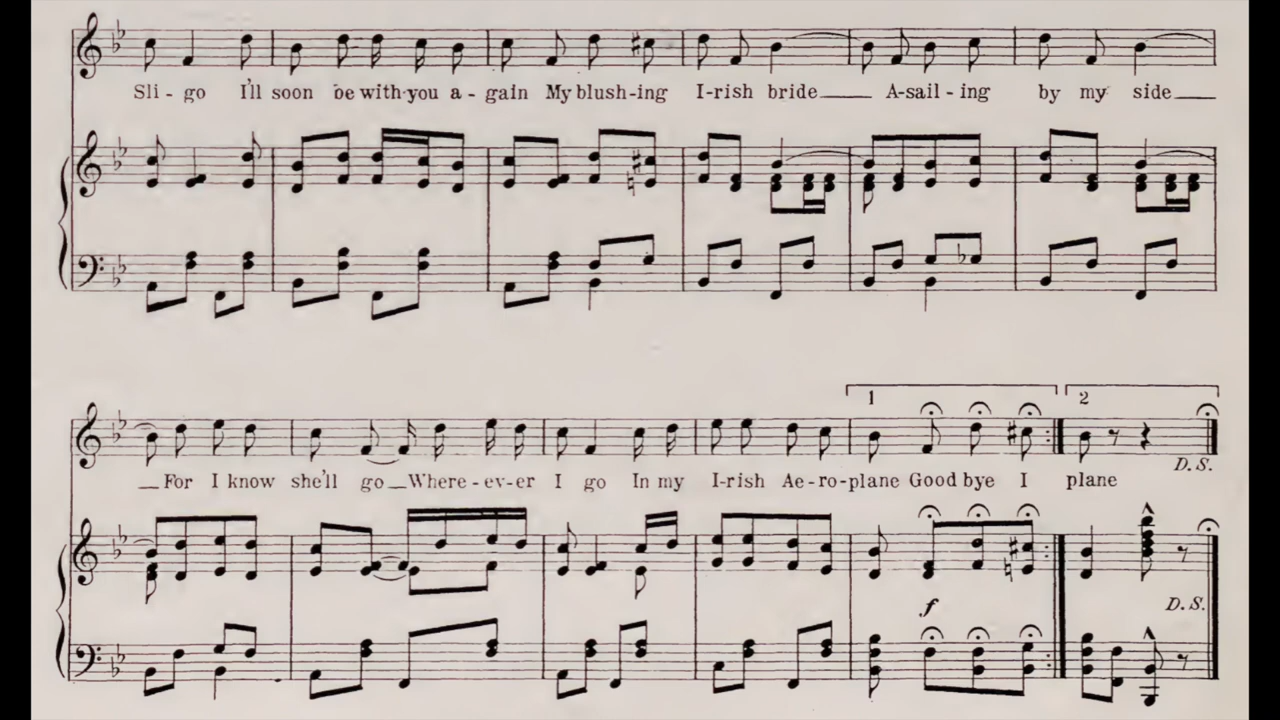 Sli - go I'll soon be with you a - gain My blush - ing I - rish bride A - sail - ing by my side
1 2
For I know she'll go Where - ev - er I go In my I - rish Ae - ro - plane Good bye I plane
D.S.
f
D.S.